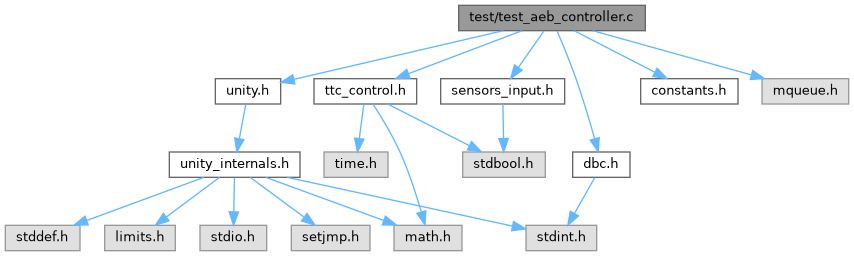 test/test_aeb_controller.c
unity.h
ttc_control.h
sensors_input.h
constants.h
mqueue.h
unity_internals.h
time.h
stdbool.h
dbc.h
stddef.h
limits.h
stdio.h
setjmp.h
math.h
stdint.h